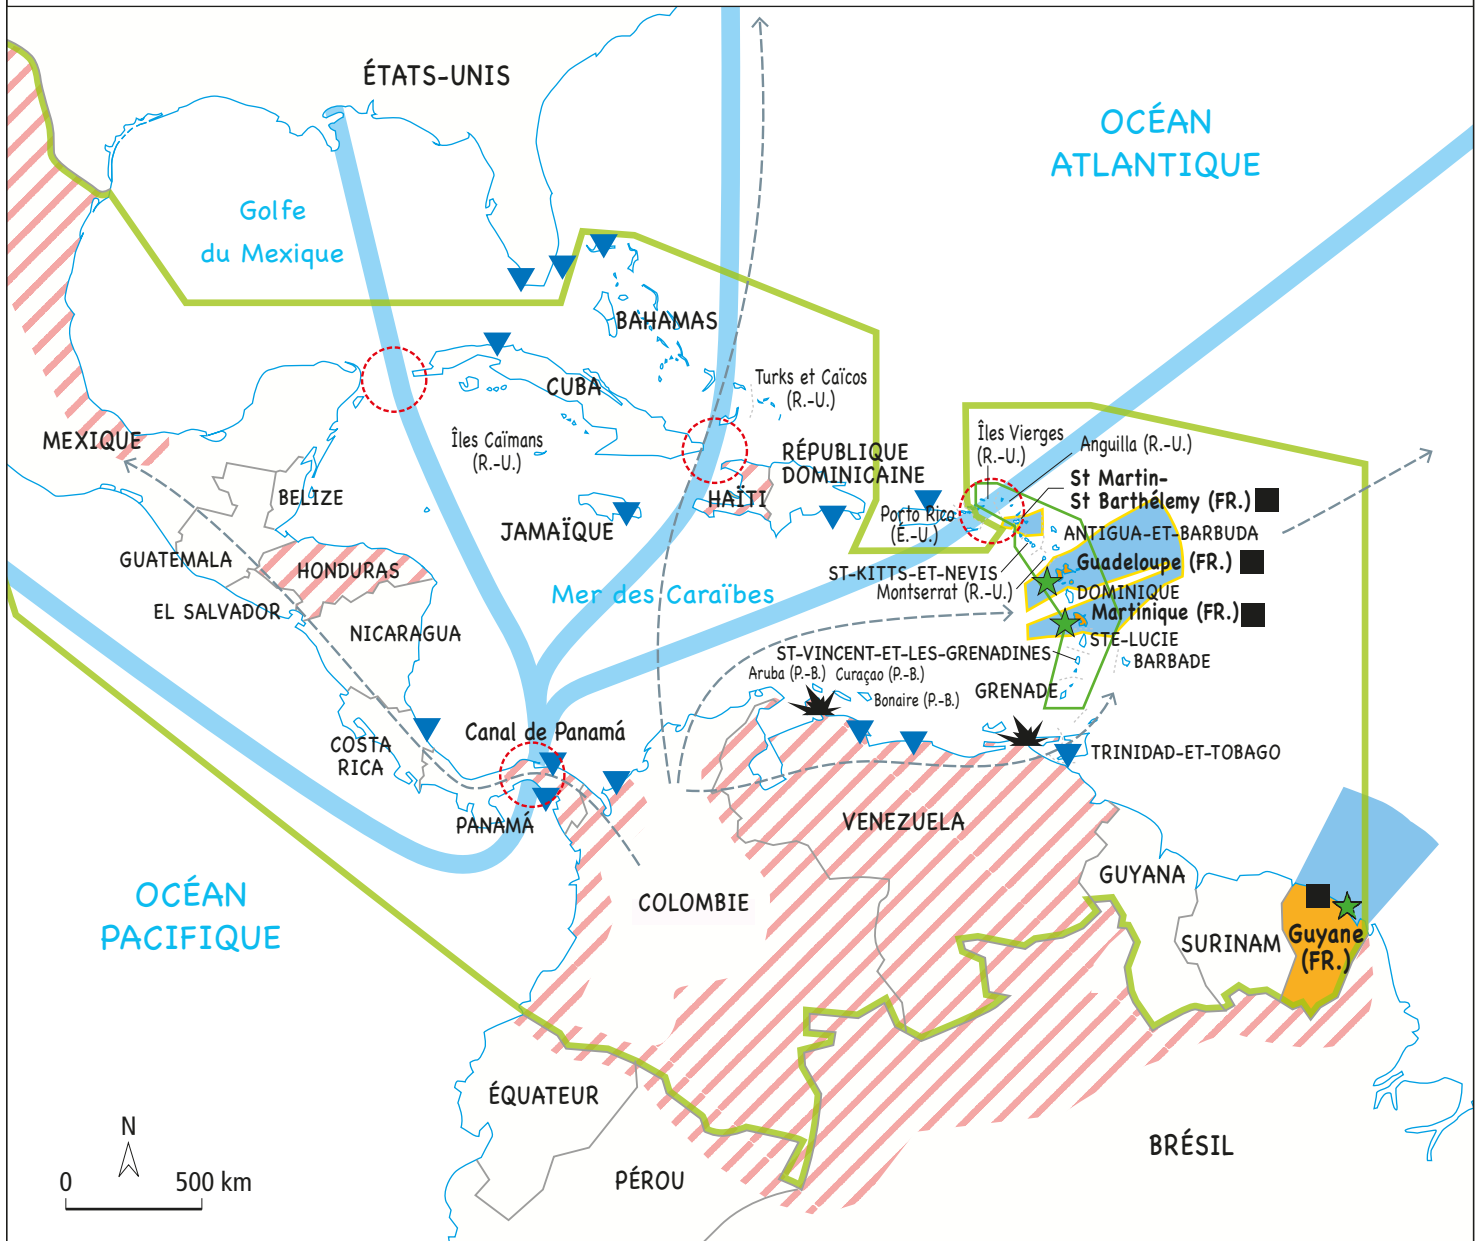 ÉTATS-UNIS
OCÉAN
ATLANTIQUE
Golfe
du Mexique
BAHAMAS
CUBA
Turks et Caïcos
(R.-U.)
MEXIQUE
Îles Caïmans
(R.-U.)
RÉPUBLIQUE
DOMINICAINE
Îles Vierges
(R.-U.)
Anguilla (R.-U.)
St Martin-
St Barthélemy (FR.)
BELIZE
HAÏTI
JAMAÏQUE
Porto Rico
(É.-U.)
ANTIGUA-ET-BARBUDA
GUATEMALA
HONDURAS
Guadeloupe (FR.)
ST-KITTS-ET-NEVIS
Montserrat (R.-U.)
DOMINIQUE
Mer des Caraïbes
EL SALVADOR
Martinique (FR.)
NICARAGUA
STE-LUCIE
ST-VINCENT-ET-LES-GRENADINES
BARBADE
Aruba (P.-B.)
Curaçao (P.-B.)
Bonaire (P.-B.)
GRENADE
Canal de Panamá
COSTA
RICA
TRINIDAD-ET-TOBAGO
PANAMÁ
VENEZUELA
GUYANA
OCÉAN
PACIFIQUE
COLOMBIE
SURINAM
Guyane
(FR.)
ÉQUATEUR
BRÉSIL
PÉROU
N
0
500 km